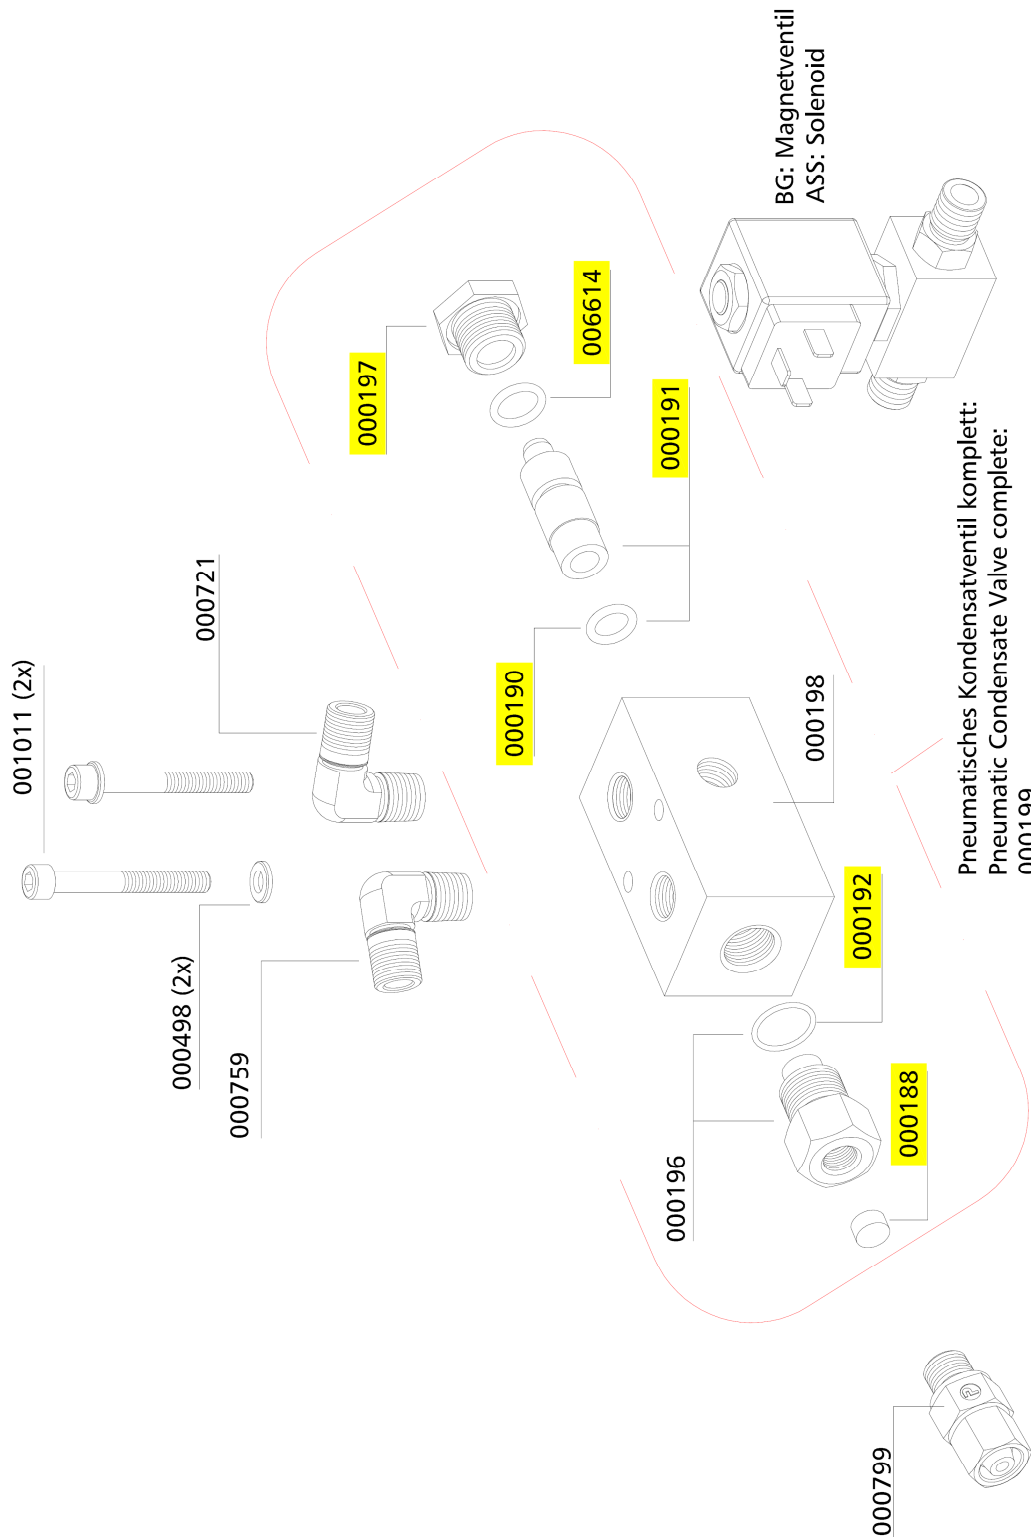 001011 (2x)
000721
000498 (2x)
000759
000197
006614
000191
000190
BG: Magnetventil
ASS: Solenoid
000198
000192
000196
000188
Pneumatisches Kondensatventil komplett:
Pneumatic Condensate Valve complete:
000199
000799